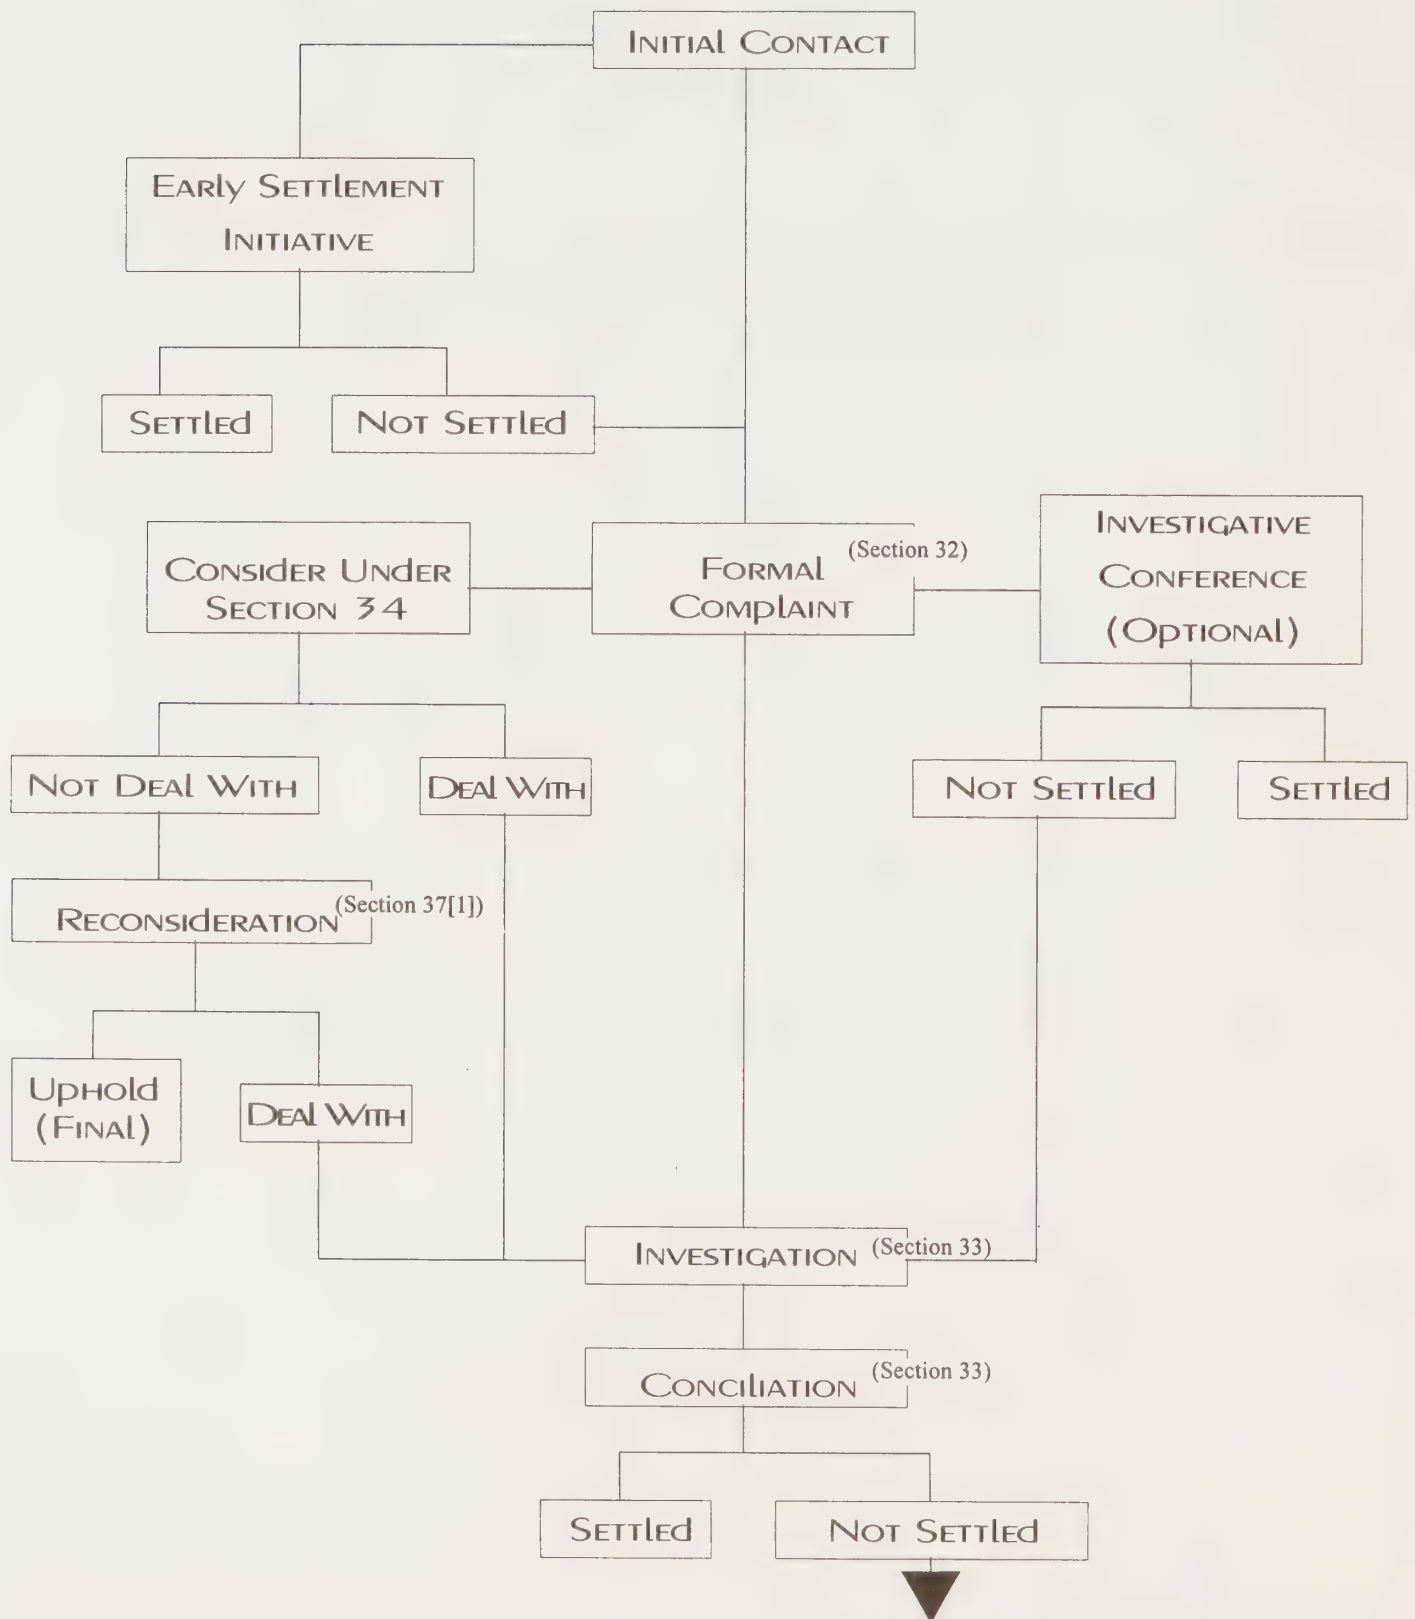 Initial Contact
Early Settlement
Initiative
Settled
Not Settled
Consider Under
Section 34
Formal
Complaint
(Section 32)
Investigative
Conference
(Optional)
Not Deal With
Deal With
Not Settled
Settled
Reconsideration
(Section 37[1])
Uphold
(Final)
Deal With
Investigation
(Section 33)
Conciliation
(Section 33)
Settled
Not Settled